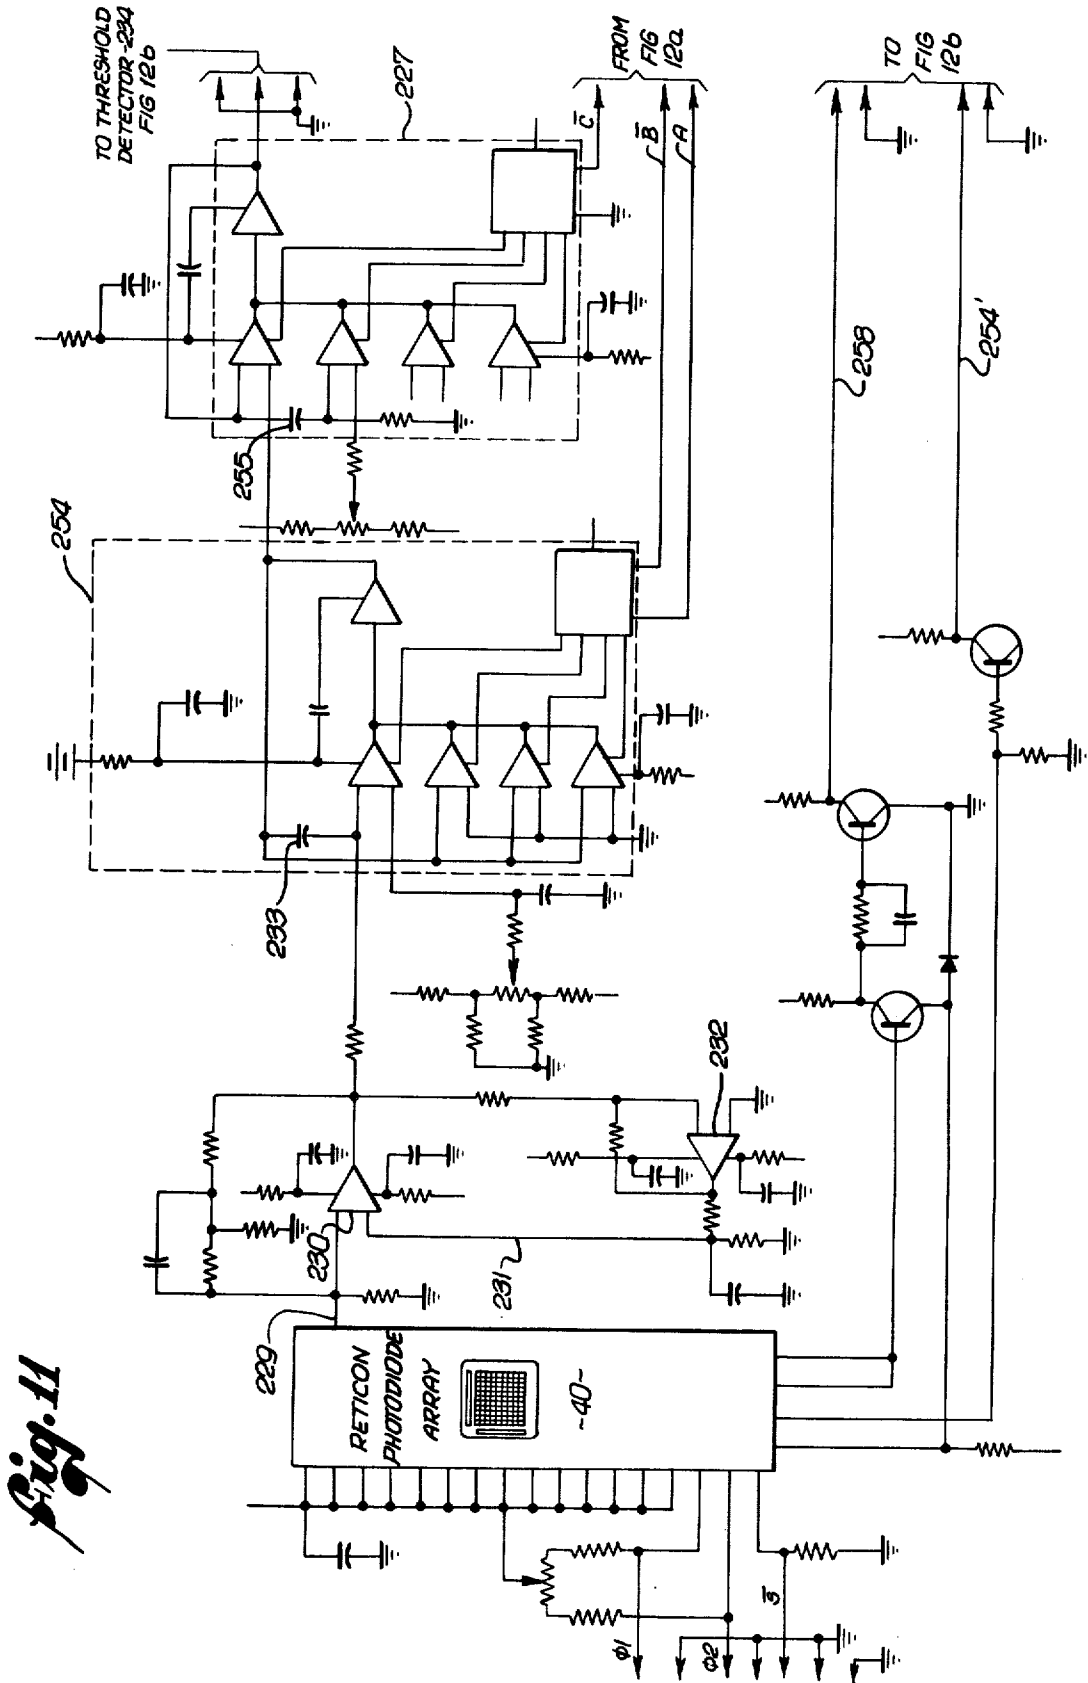 Fig. 11
TO THRESHOLD
DETECTOR-234
FIG 12b
227
FROM
FIG
12a
C̅
B̅
A
TO
FIG
12b
254
255
258
254'
233
232
230
231
229
RETICON
PHOTODIODE
ARRAY
~40~
Φ1
Φ2
S̅